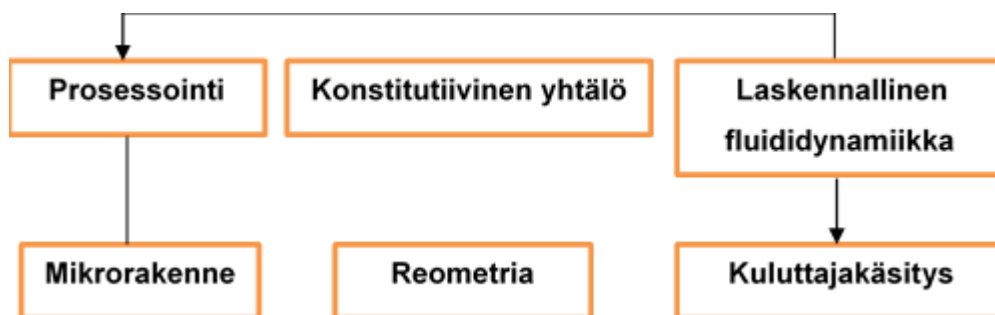 Prosessointi
Konstitutiivinen yhtälö
Laskennallinen
fluididynamiikka
Mikrorakenne
Reometria
Kuluttajakäsitys